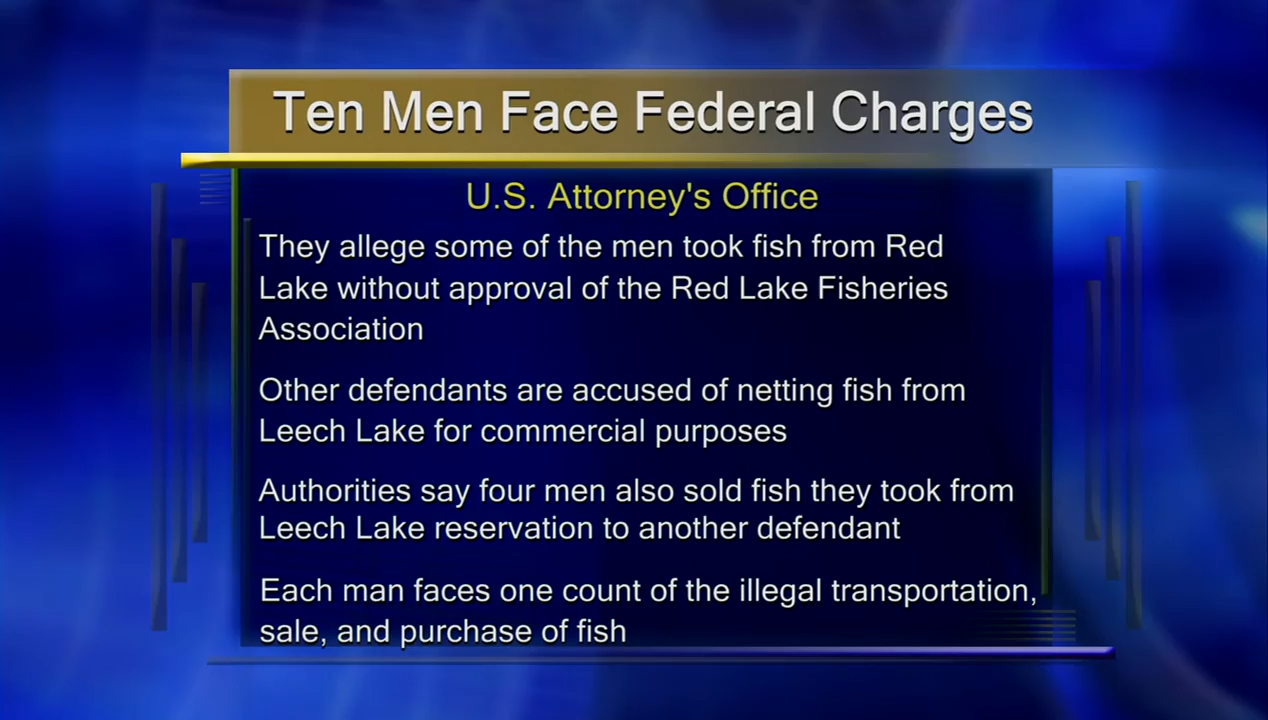 Ten Men Face Federal Charges
U.S. Attorney's Office
They allege some of the men took fish from Red
Lake without approval of the Red Lake Fisheries
Association
Other defendants are accused of netting fish from
Leech Lake for commercial purposes
Authorities say four men also sold fish they took from
Leech Lake reservation to another defendant
Each man faces one count of the illegal transportation,
sale, and purchase of fish